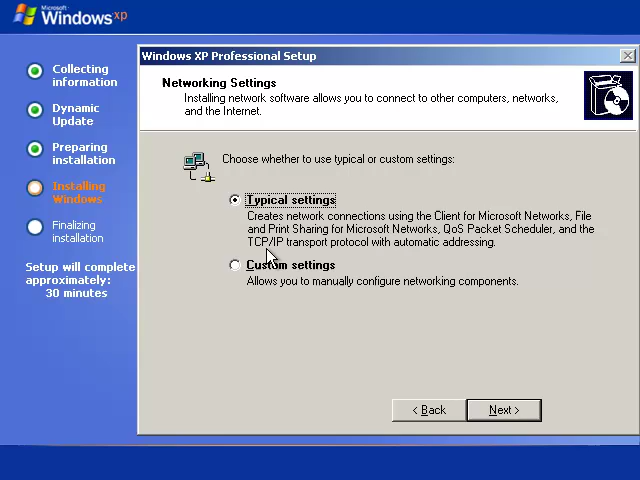 Microsoft
Windows xp
Collecting
information
Dynamic
Update
Preparing
installation
Installing
Windows
Finalizing
installation
Setup will complete
approximately:
30 minutes
Windows XP Professional Setup
Networking Settings
Installing network software allows you to connect to other computers, networks,
and the Internet.
Choose whether to use typical or custom settings:
Typical settings
Creates network connections using the Client for Microsoft Networks, File
and Print Sharing for Microsoft Networks, QoS Packet Scheduler, and the
TCP/IP transport protocol with automatic addressing.
Custom settings
Allows you to manually configure networking components.
< Back
Next >